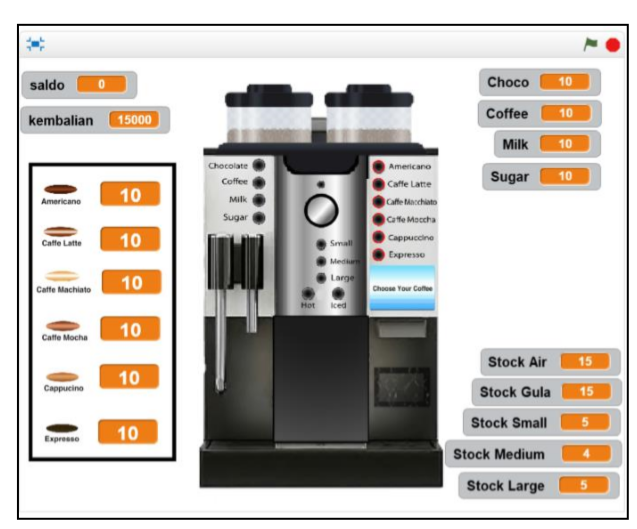 saldo 0
kembalian 15000
Americano 10
Caffe Latte 10
Caffe Machiato 10
Caffe Mocha 10
Cappucino 10
Expresso 10
Chocolate
Coffee
Milk
Sugar
Small
Medium
Large
Hot Iced
Americano
Caffe Latte
Caffe Macchiato
Caffe Moccha
Cappuccino
Expresso
Choose Your Coffee
Choco 10
Coffee 10
Milk 10
Sugar 10
Stock Air 15
Stock Gula 15
Stock Small 5
Stock Medium 4
Stock Large 5